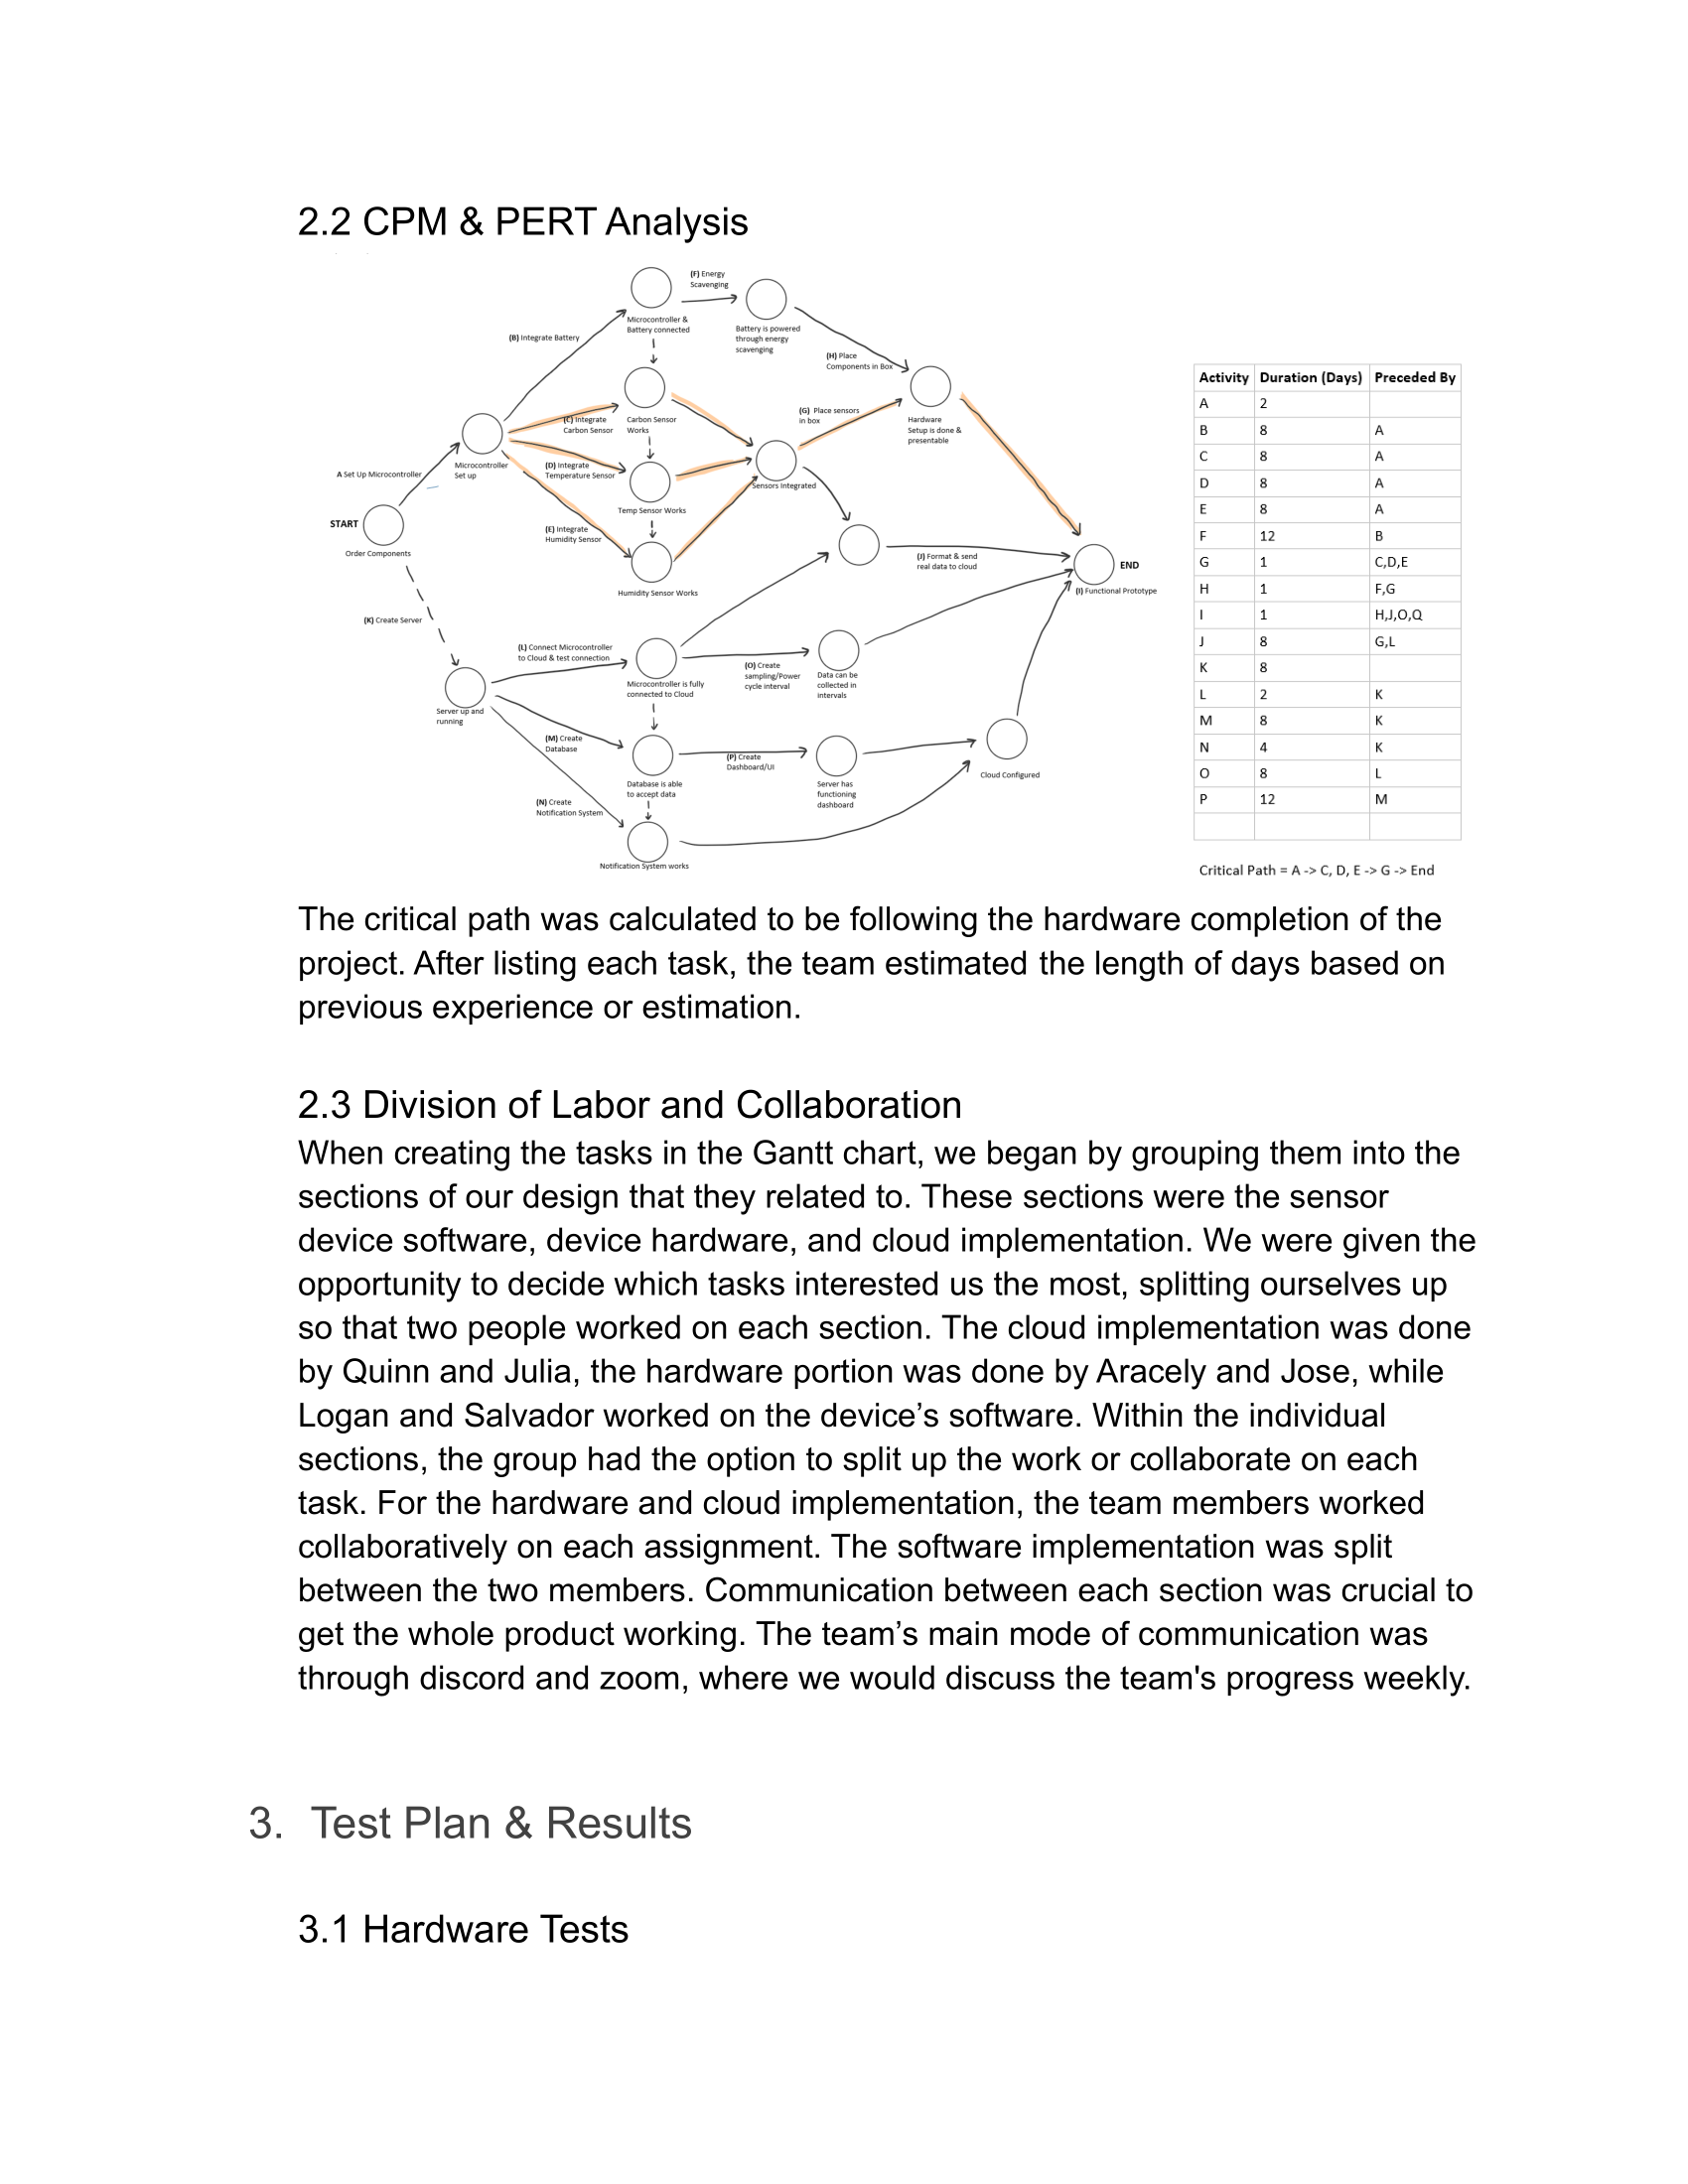 2.2 CPM & PERT Analysis
(F) Energy
Scavenging
Microcontroller &
Battery connected
Battery is powered
through energy
scavenging
(B) Integrate Battery
(H) Place
Components in Box
(C) Integrate
Carbon Sensor
Carbon Sensor
Works
(G) Place sensors
in box
Hardware
Setup is done &
presentable
A Set Up Microcontroller
Microcontroller
Set up
(D) Integrate
Temperature Sensor
Sensors Integrated
Temp Sensor Works
START
Order Components
(E) Integrate
Humidity Sensor
Humidity Sensor Works
(J) Format & send
real data to cloud
END
(I) Functional Prototype
(K) Create Server
(L) Connect Microcontroller
to Cloud & test connection
Microcontroller is fully
connected to Cloud
(O) Create
sampling/Power
cycle interval
Data can be
collected in
intervals
Server up and
running
(M) Create
Database
(P) Create
Dashboard/UI
Database is able
to accept data
Server has
functioning
dashboard
Cloud Configured
(N) Create
Notification System
Notification System works
Activity Duration (Days) Preceded By
A 2
B 8 A
C 8 A
D 8 A
E 8 A
F 12 B
G 1 C,D,E
H 1 F,G
I 1 H,J,O,Q
J 8 G,L
K 8
L 2 K
M 8 K
N 4 K
O 8 L
P 12 M
Critical Path = A -> C, D, E -> G -> End
The critical path was calculated to be following the hardware completion of the
project. After listing each task, the team estimated the length of days based on
previous experience or estimation.
2.3 Division of Labor and Collaboration
When creating the tasks in the Gantt chart, we began by grouping them into the
sections of our design that they related to. These sections were the sensor
device software, device hardware, and cloud implementation. We were given the
opportunity to decide which tasks interested us the most, splitting ourselves up
so that two people worked on each section. The cloud implementation was done
by Quinn and Julia, the hardware portion was done by Aracely and Jose, while
Logan and Salvador worked on the device’s software. Within the individual
sections, the group had the option to split up the work or collaborate on each
task. For the hardware and cloud implementation, the team members worked
collaboratively on each assignment. The software implementation was split
between the two members. Communication between each section was crucial to
get the whole product working. The team’s main mode of communication was
through discord and zoom, where we would discuss the team's progress weekly.
3. Test Plan & Results
3.1 Hardware Tests